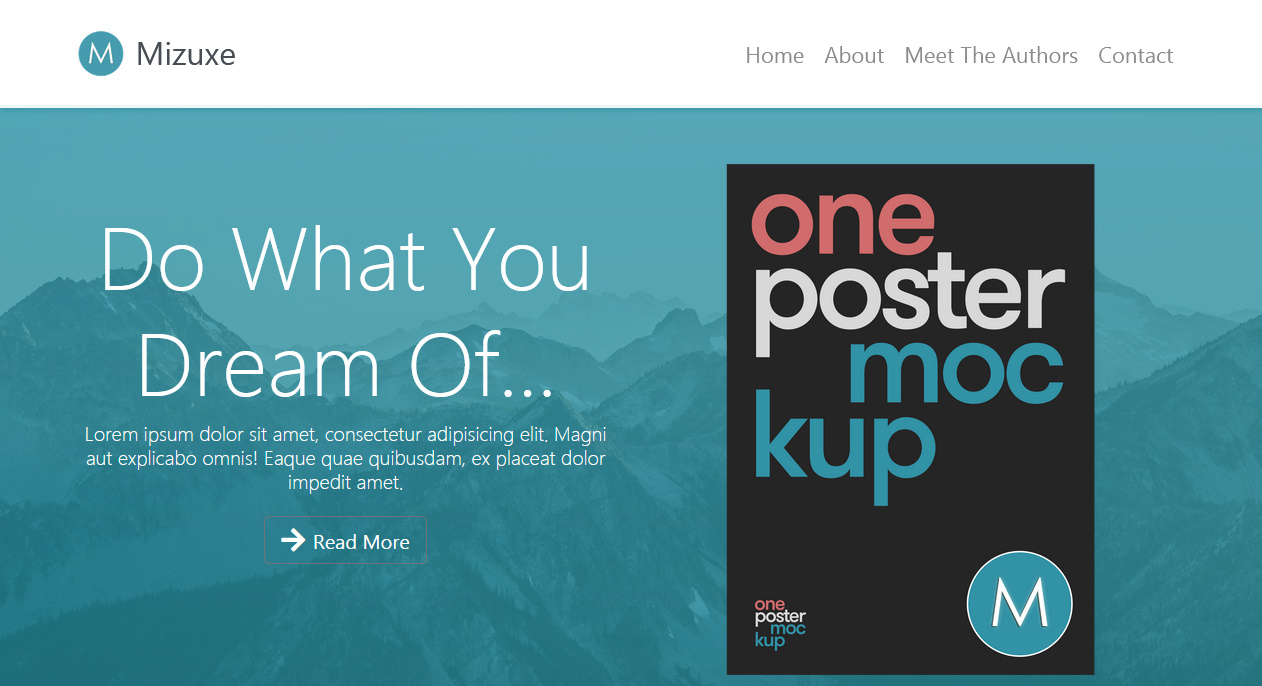 M Mizuxe
Home About Meet The Authors Contact
Do What You
Dream Of...
Lorem ipsum dolor sit amet, consectetur adipisicing elit. Magni
aut explicabo omnis! Eaque quae quibusdam, ex placeat dolor
impedit amet.
Read More
one
poster
moc
kup
one
poster
moc
kup
M